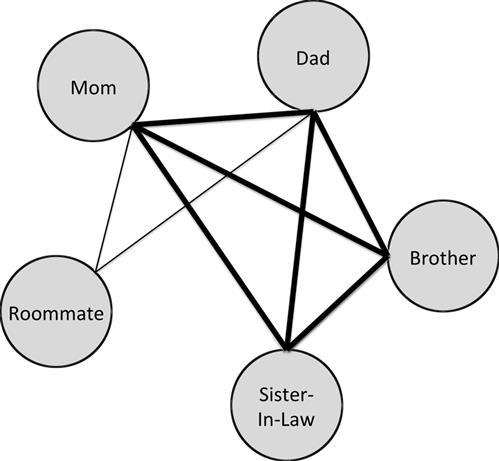 Dad
Mom
Brother
Roommate
Sister-
In-Law